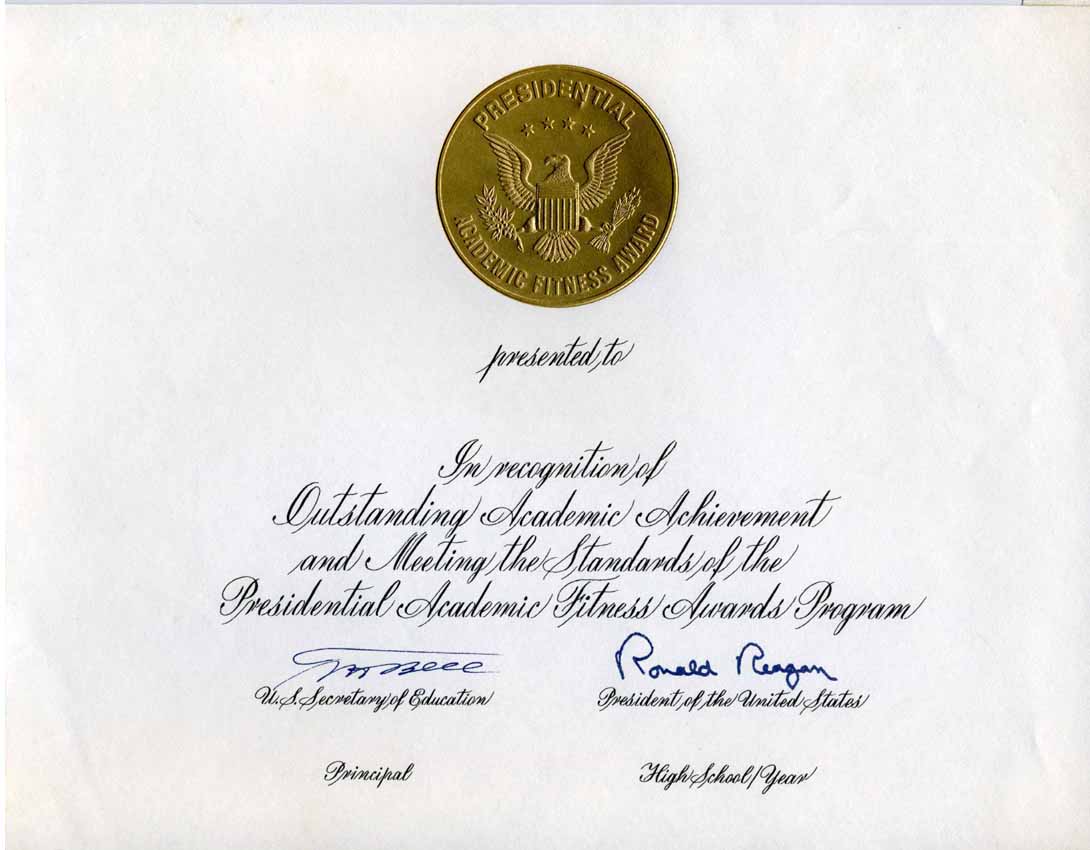 PRESIDENTIAL
ACADEMIC FITNESS AWARD
presented to
In recognition of
Outstanding Academic Achievement
and Meeting the Standards of the
Presidential Academic Fitness Awards Program
Ronald Reagan
U.S. Secretary of Education
President of the United States
Principal
High School/Year